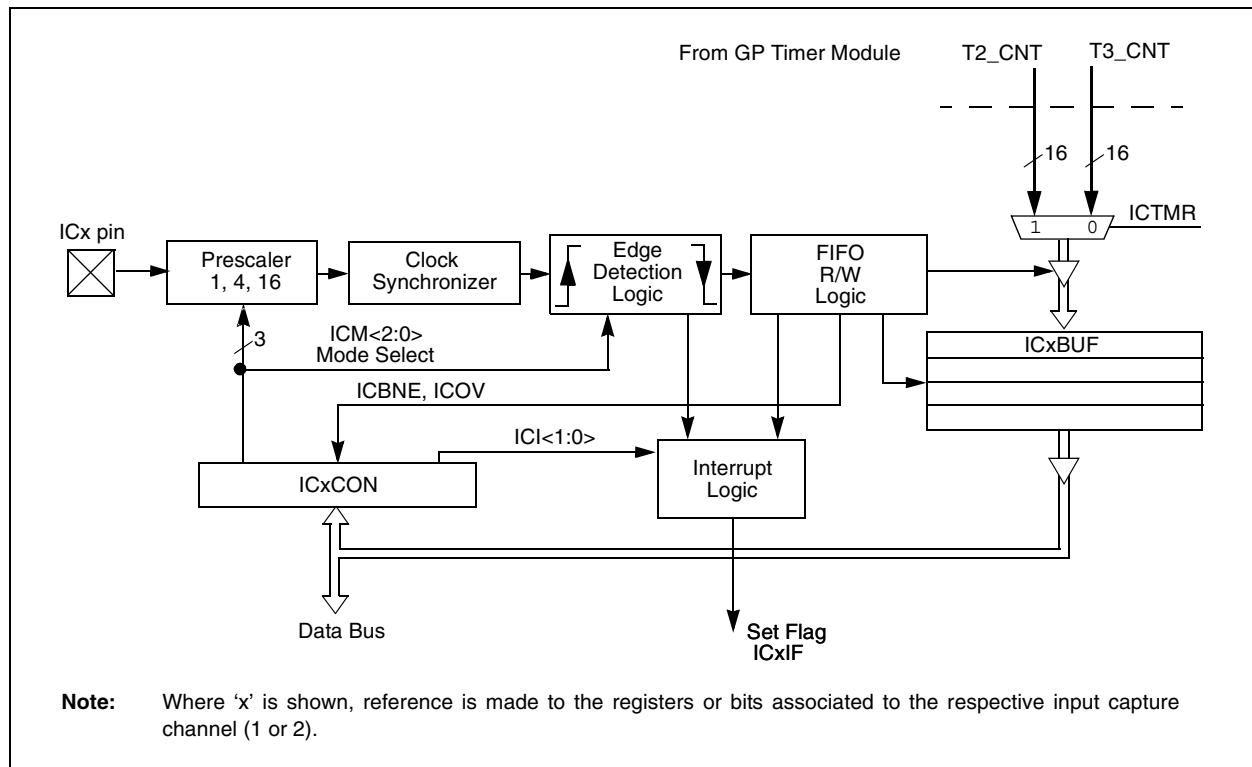 From GP Timer Module
T2_CNT
T3_CNT
16
16
ICx pin
1
0
ICTMR
Prescaler
1, 4, 16
Clock
Synchronizer
Edge
Detection
Logic
FIFO
R/W
Logic
3
ICM<2:0>
Mode Select
ICxBUF
ICBNE, ICOV
ICI<1:0>
Interrupt
Logic
ICxCON
Data Bus
Set Flag
ICxIF
Note: Where ‘x’ is shown, reference is made to the registers or bits associated to the respective input capture
channel (1 or 2).